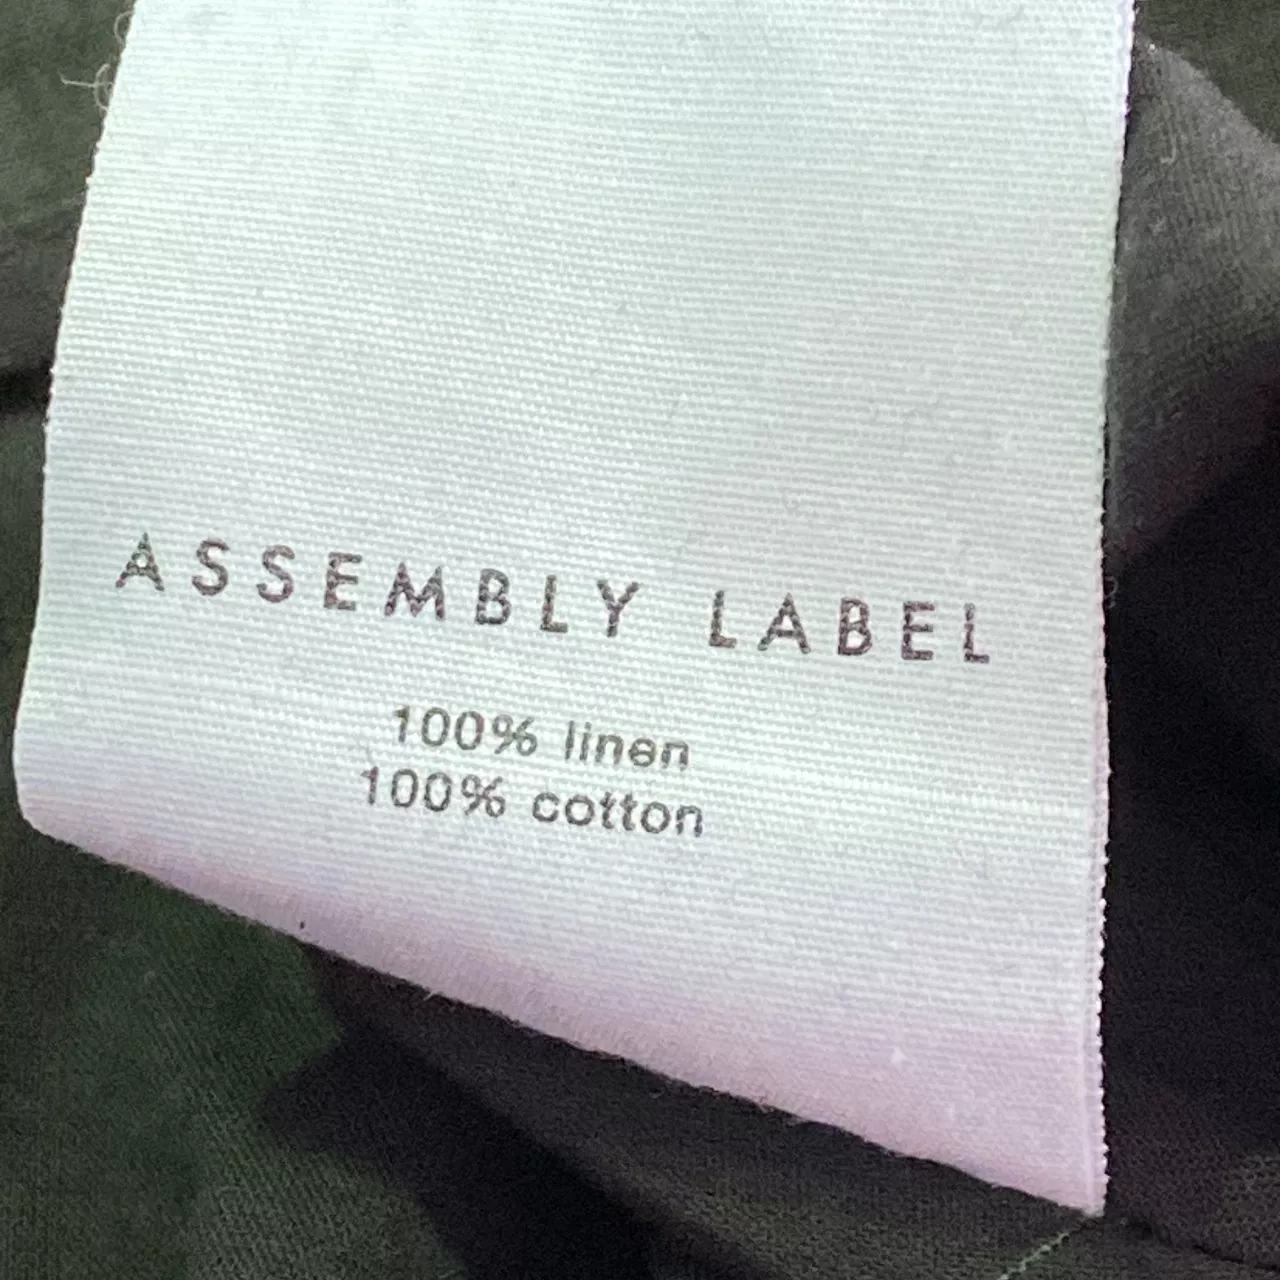 ASSEMBLY LABEL
100% linen
100% cotton